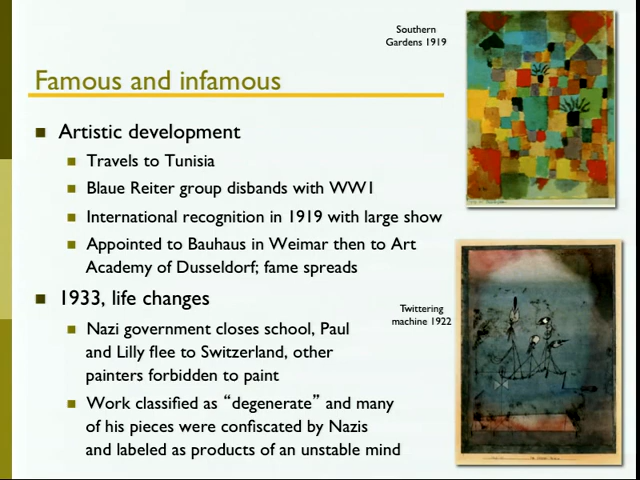 Southern
Gardens 1919
Famous and infamous
Artistic development
Travels to Tunisia
Blaue Reiter group disbands with WW1
International recognition in 1919 with large show
Appointed to Bauhaus in Weimar then to Art
Academy of Dusseldorf; fame spreads
1933, life changes
Twittering
machine 1922
Nazi government closes school, Paul
and Lilly flee to Switzerland, other
painters forbidden to paint
Work classified as “degenerate” and many
of his pieces were confiscated by Nazis
and labeled as products of an unstable mind